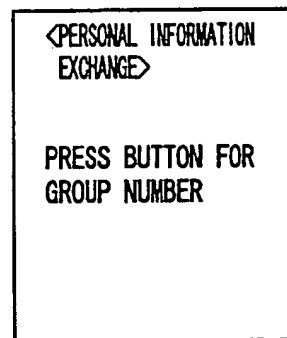 <PERSONAL INFORMATION
EXCHANGE>
PRESS BUTTON FOR
GROUP NUMBER